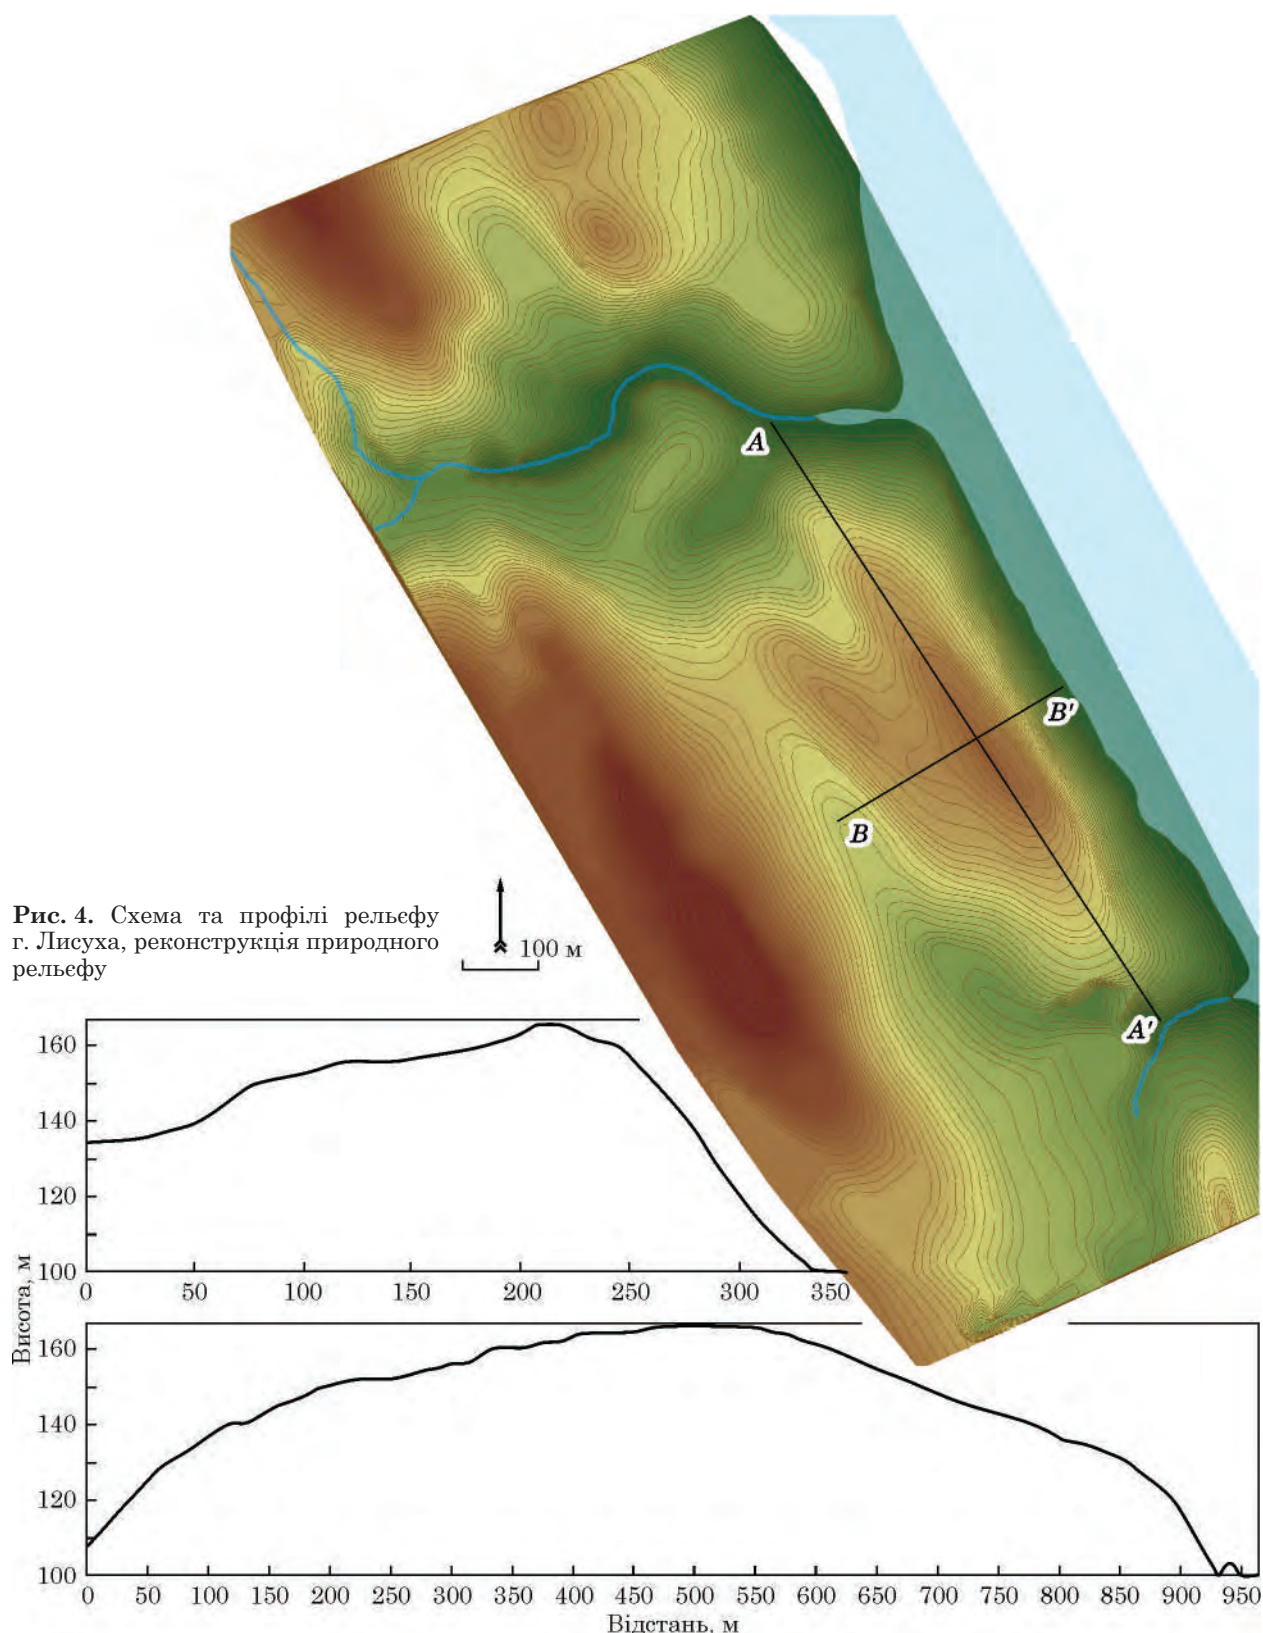 A
B'
B
Рис. 4. Схема та профілі рельєфу
г. Лисуха, реконструкція природного
рельєфу
100 м
A'
160
140
120
100
0 50 100 150 200 250 300 350
Висота, м
160
140
120
100
0 50 100 150 200 250 300 350 400 450 500 550 600 650 700 750 800 850 900 950
Відстань, м